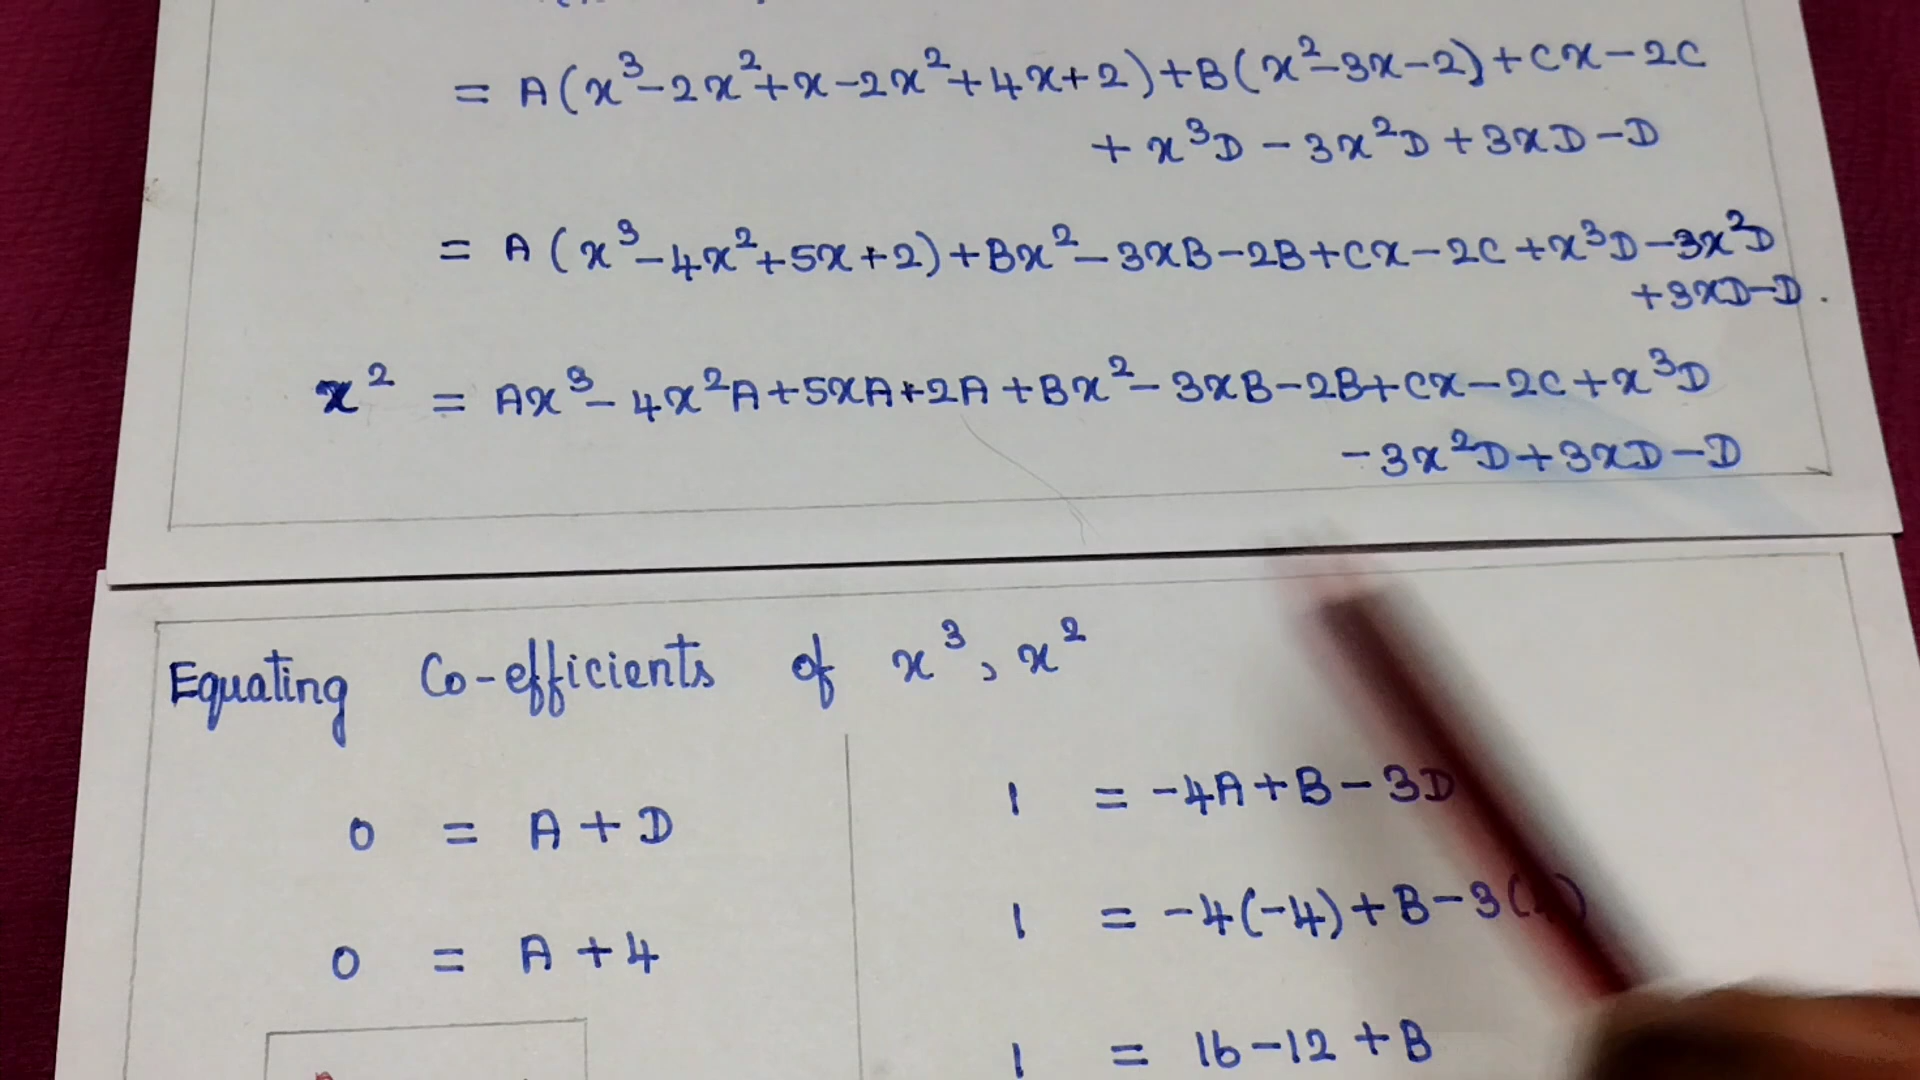 = A(x³-2x²+x-2x²+4x+2)+B(x²-3x-2)+Cx-2C
+x³D-3x²D+3xD-D
= A(x³-4x²+5x+2)+Bx²-3xB-2B+Cx-2C+x³D-3x²D
+3xD-D.
x² = Ax³-4x²A+5xA+2A+Bx²-3xB-2B+Cx-2C+x³D
-3x²D+3xD-D
Equating Co-efficients of x³, x²
0 = A+D
1 = -4A+B-3D
0 = A+4
1 = -4(-4)+B-3(
1 = 16-12+B